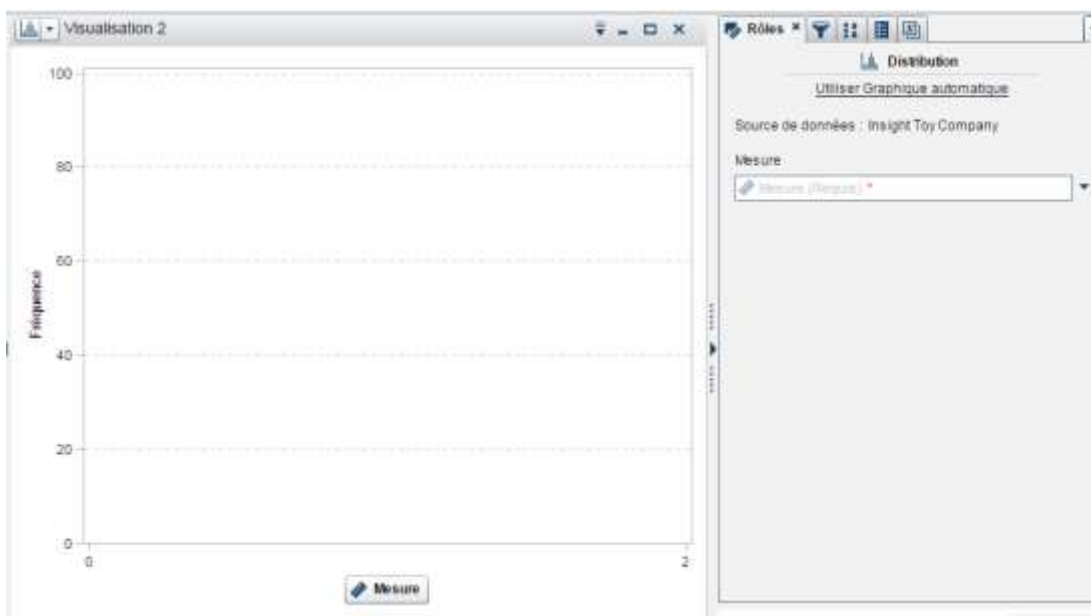 Visualisation 2
100
80
60
40
20
0
Fréquence
0
2
Mesure
Rôles
Distribution
Utiliser Graphique automatique
Source de données : Insight Toy Company
Mesure
Mesure (Requis) *